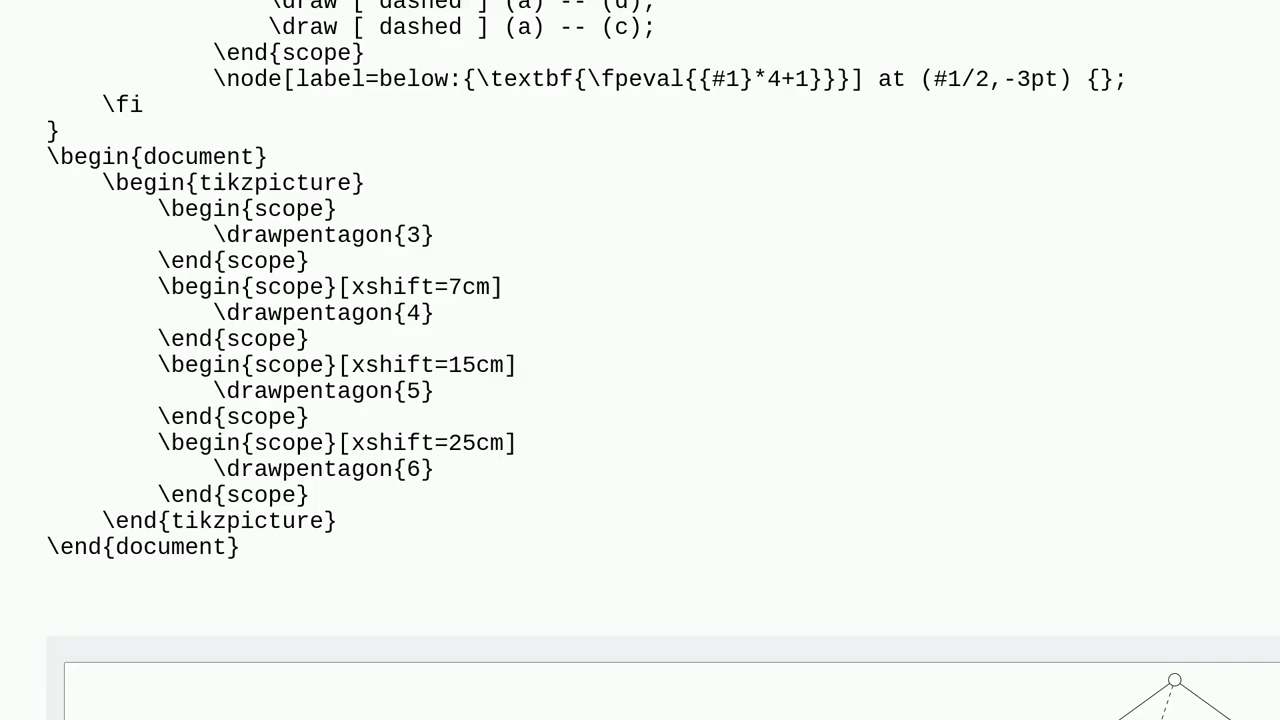 \draw [ dashed ] (a) -- (d);
\draw [ dashed ] (a) -- (c);
\end{scope}
\node[label=below:{\textbf{\fpeval{{#1}*4+1}}}] at (#1/2,-3pt) {};
\fi
}
\begin{document}
\begin{tikzpicture}
\begin{scope}
\drawpentagon{3}
\end{scope}
\begin{scope}[xshift=7cm]
\drawpentagon{4}
\end{scope}
\begin{scope}[xshift=15cm]
\drawpentagon{5}
\end{scope}
\begin{scope}[xshift=25cm]
\drawpentagon{6}
\end{scope}
\end{tikzpicture}
\end{document}